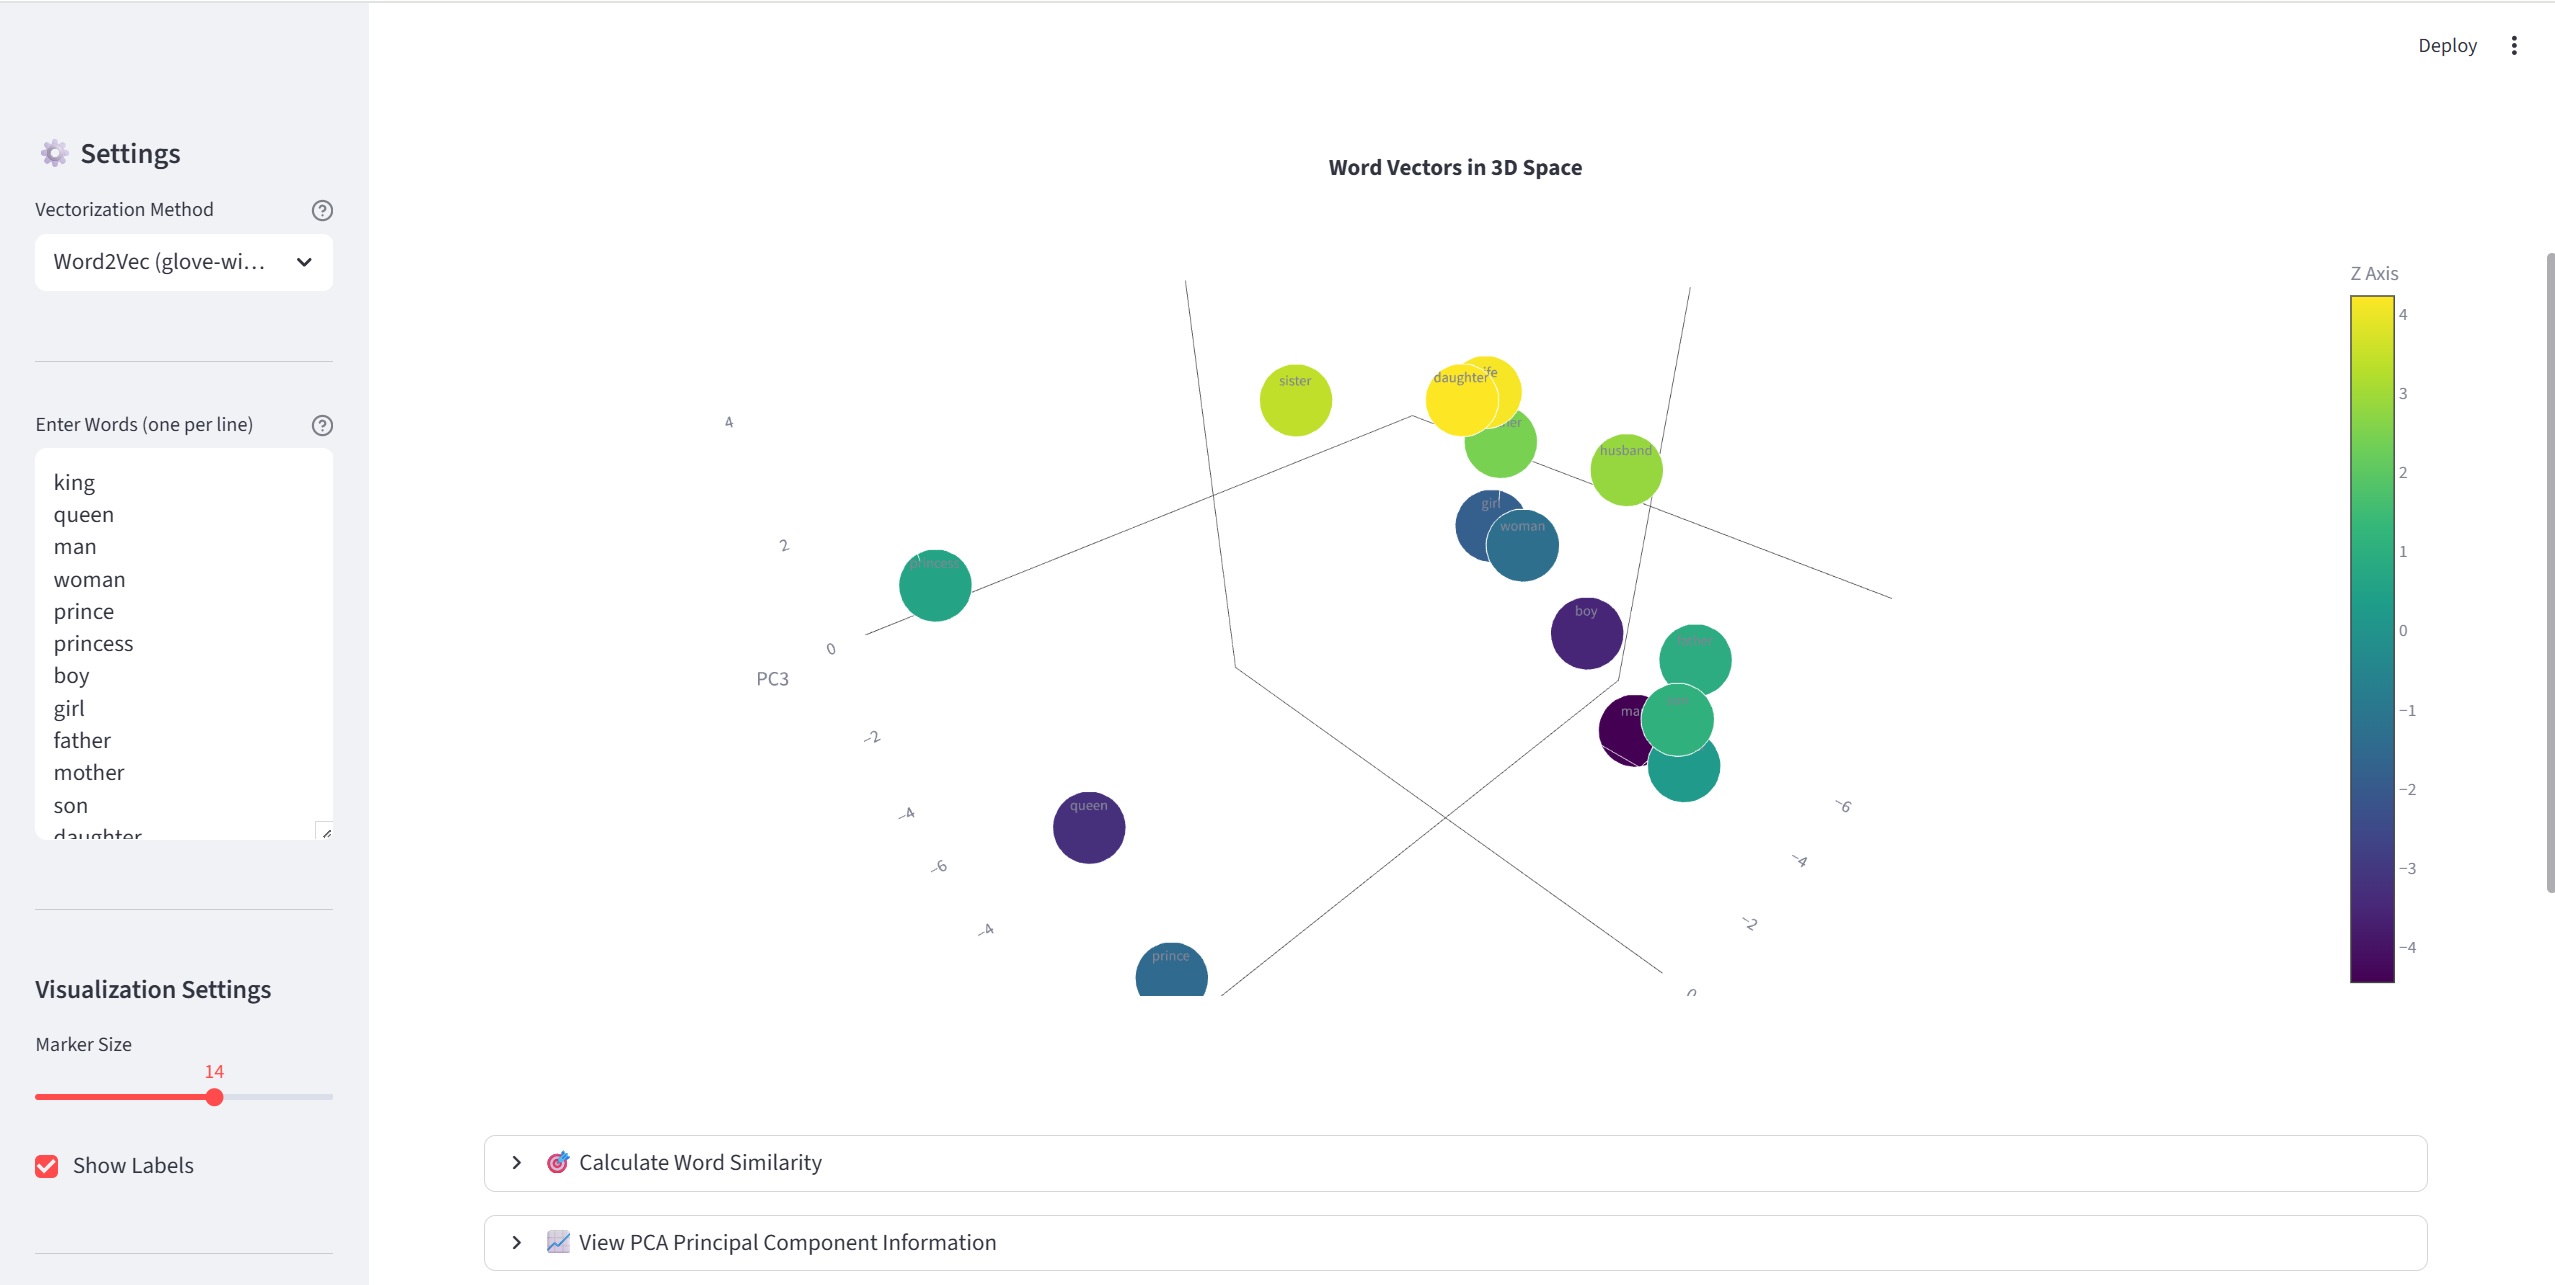 Deploy
Settings
Vectorization Method
Word2Vec (glove-wi...
Enter Words (one per line)
king
queen
man
woman
prince
princess
boy
girl
father
mother
son
daughter
Visualization Settings
Marker Size
14
Show Labels
Word Vectors in 3D Space
sister
daughter
ife
her
husband
girl
woman
princess
boy
ma
queen
prince
4
2
0
PC3
−2
−4
−6
−4
−6
−4
−2
0
Z Axis
4
3
2
1
0
−1
−2
−3
−4
Calculate Word Similarity
View PCA Principal Component Information